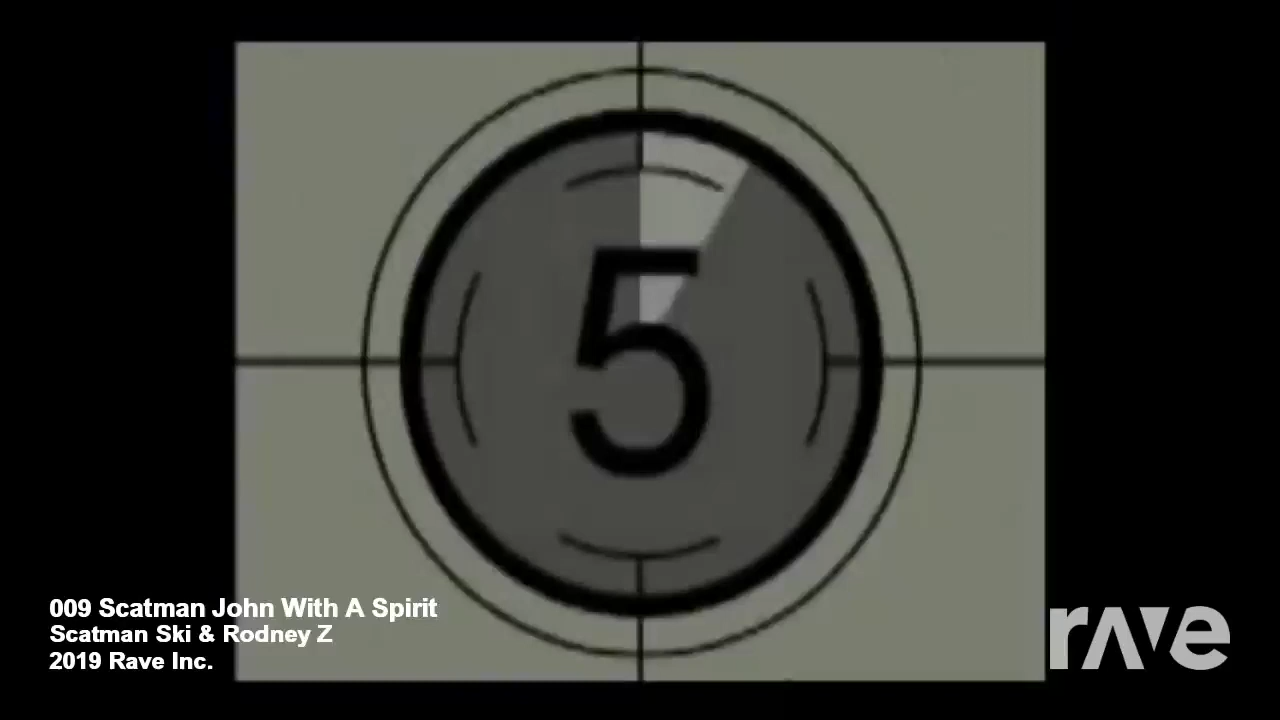 5
009 Scatman John With A Spirit
Scatman Ski & Rodney Z
2019 Rave Inc.
rave